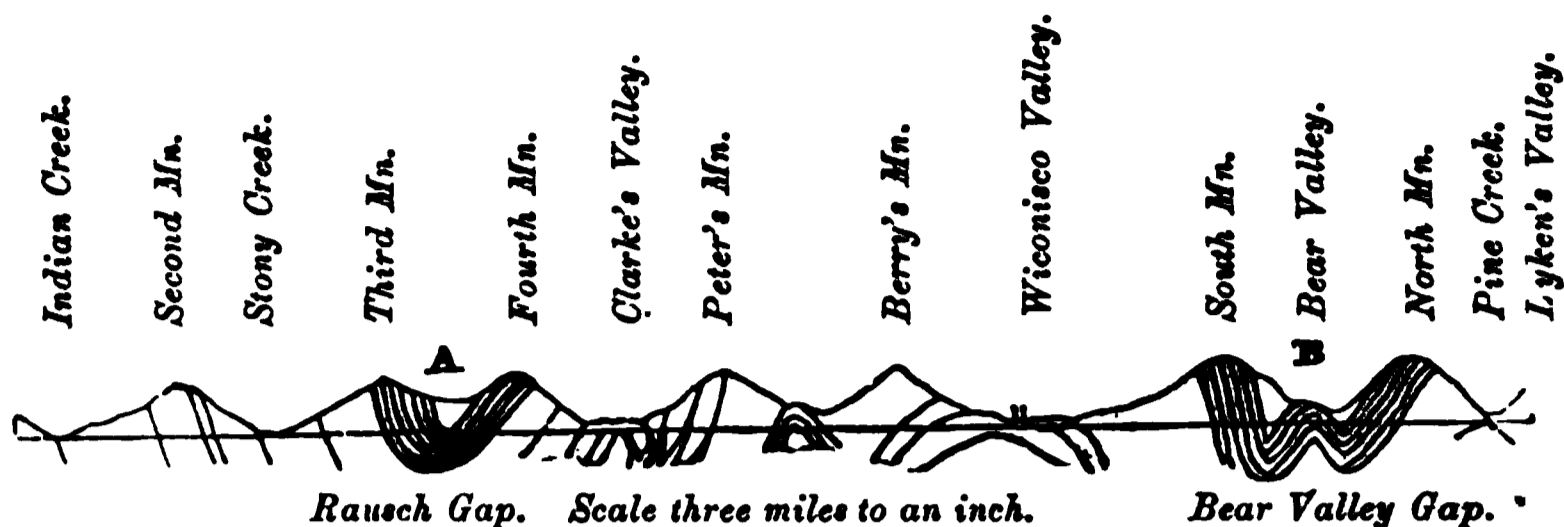 Indian Creek.
Second Mn.
Stony Creek.
Third Mn.
Fourth Mn.
Clarke's Valley.
Peter's Mn.
Berry's Mn.
Wiconisco Valley.
South Mn.
Bear Valley.
North Mn.
Pine Creek.
Lyken's Valley.
A
B
Rausch Gap. Scale three miles to an inch. Bear Valley Gap.